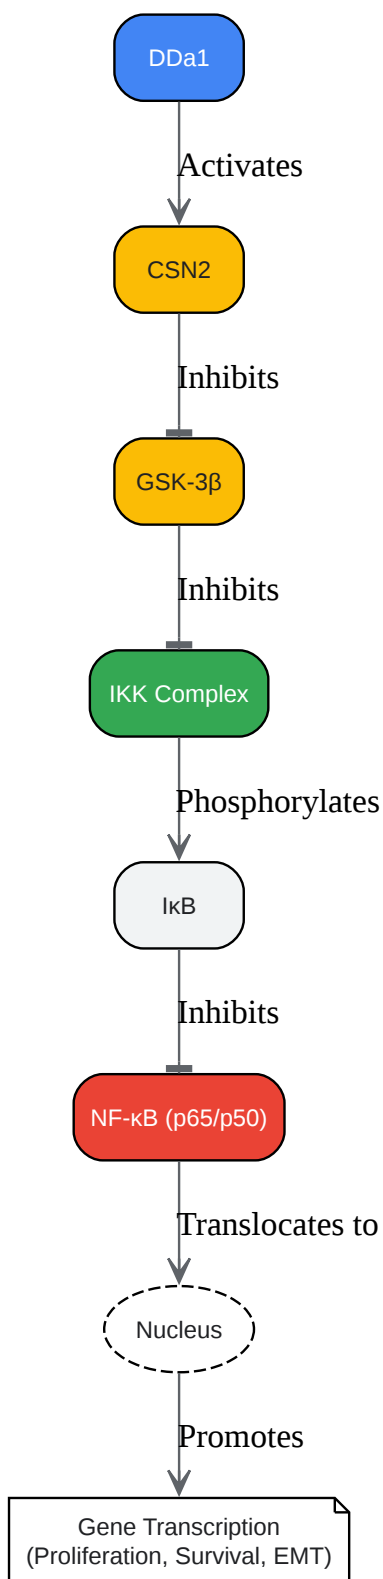 DDa1
Activates
CSN2
Inhibits
GSK-3β
Inhibits
IKK Complex
Phosphorylates
IκB
Inhibits
NF-κB (p65/p50)
Translocates to
Nucleus
Promotes
Gene Transcription
(Proliferation, Survival, EMT)